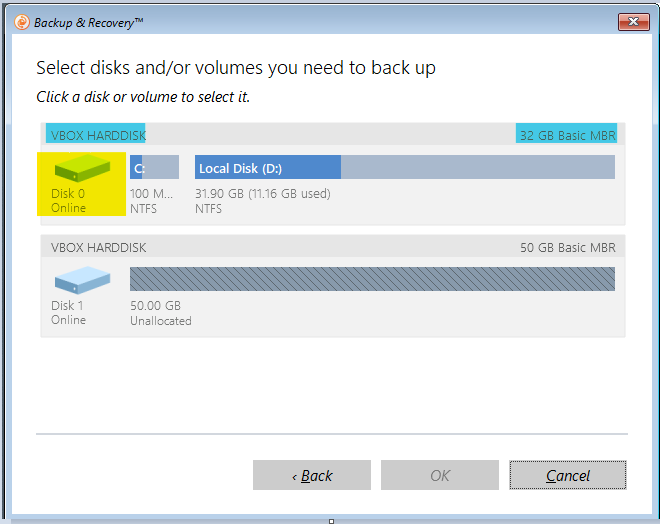 Backup & Recovery™
Select disks and/or volumes you need to back up
Click a disk or volume to select it.
VBOX HARDDISK 32 GB Basic MBR
C: Local Disk (D:)
Disk 0 100 M... 31.90 GB (11.16 GB used)
Online NTFS NTFS
VBOX HARDDISK 50 GB Basic MBR
Disk 1 50.00 GB
Online Unallocated
‹ Back OK Cancel